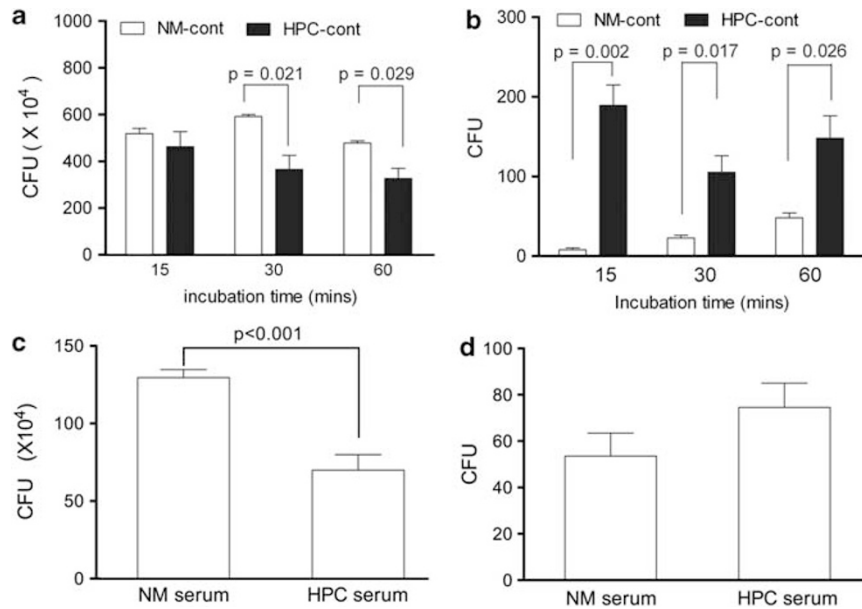 a
NM-cont HPC-cont
CFU ( X 10⁴)
1000
800
600
400
200
0
p = 0.021
p = 0.029
15 30 60
incubation time (mins)
b
NM-cont HPC-cont
CFU
300
200
100
0
p = 0.002
p = 0.017
p = 0.026
15 30 60
Incubation time (mins)
c
CFU (X10⁴)
150
100
50
0
p<0.001
NM serum HPC serum
d
CFU
100
80
60
40
20
0
NM serum HPC serum